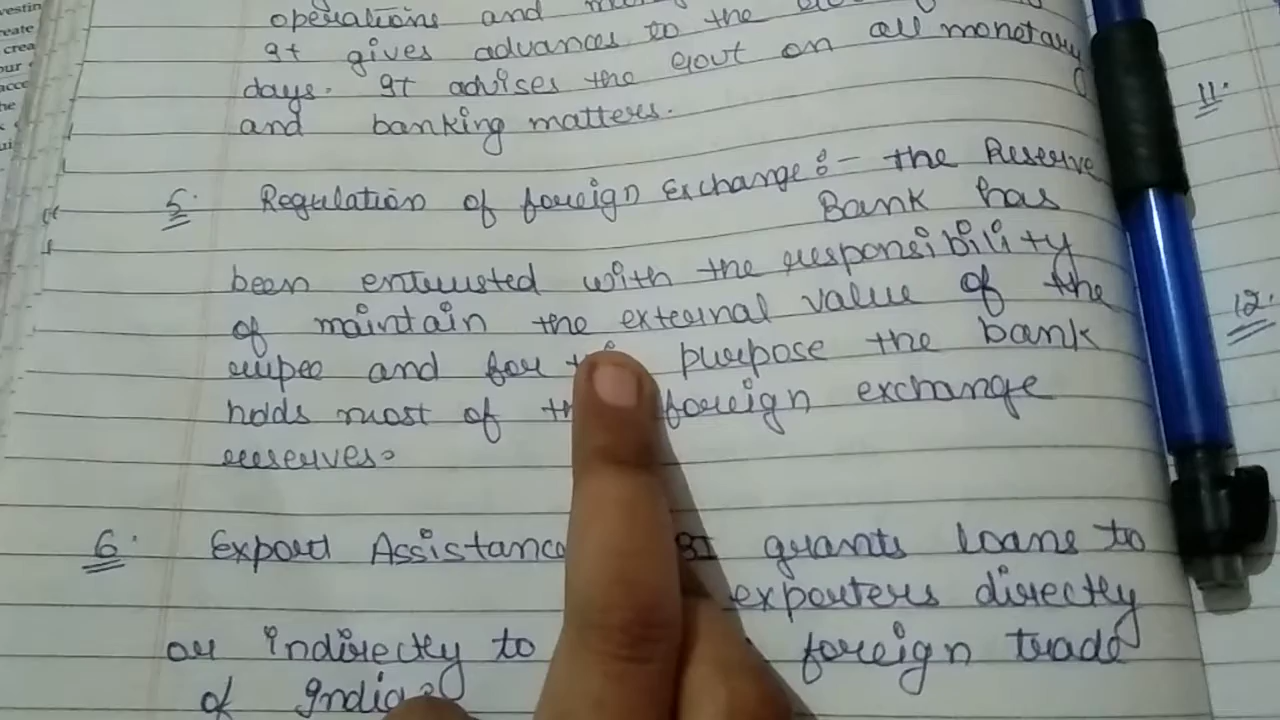 operations and the
It gives advances to the
days. It advises the govt on all monetary
and banking matters.
5. Regulation of foreign Exchange:- the Reserve
Bank has
been entrusted with the responsibility
of maintain the external value of the
rupee and for purpose the bank
holds most of foreign exchange
reserves.
6. Export Assistance grants loans to
exporters directly
or indirectly to foreign trade
of India.
11.
12.